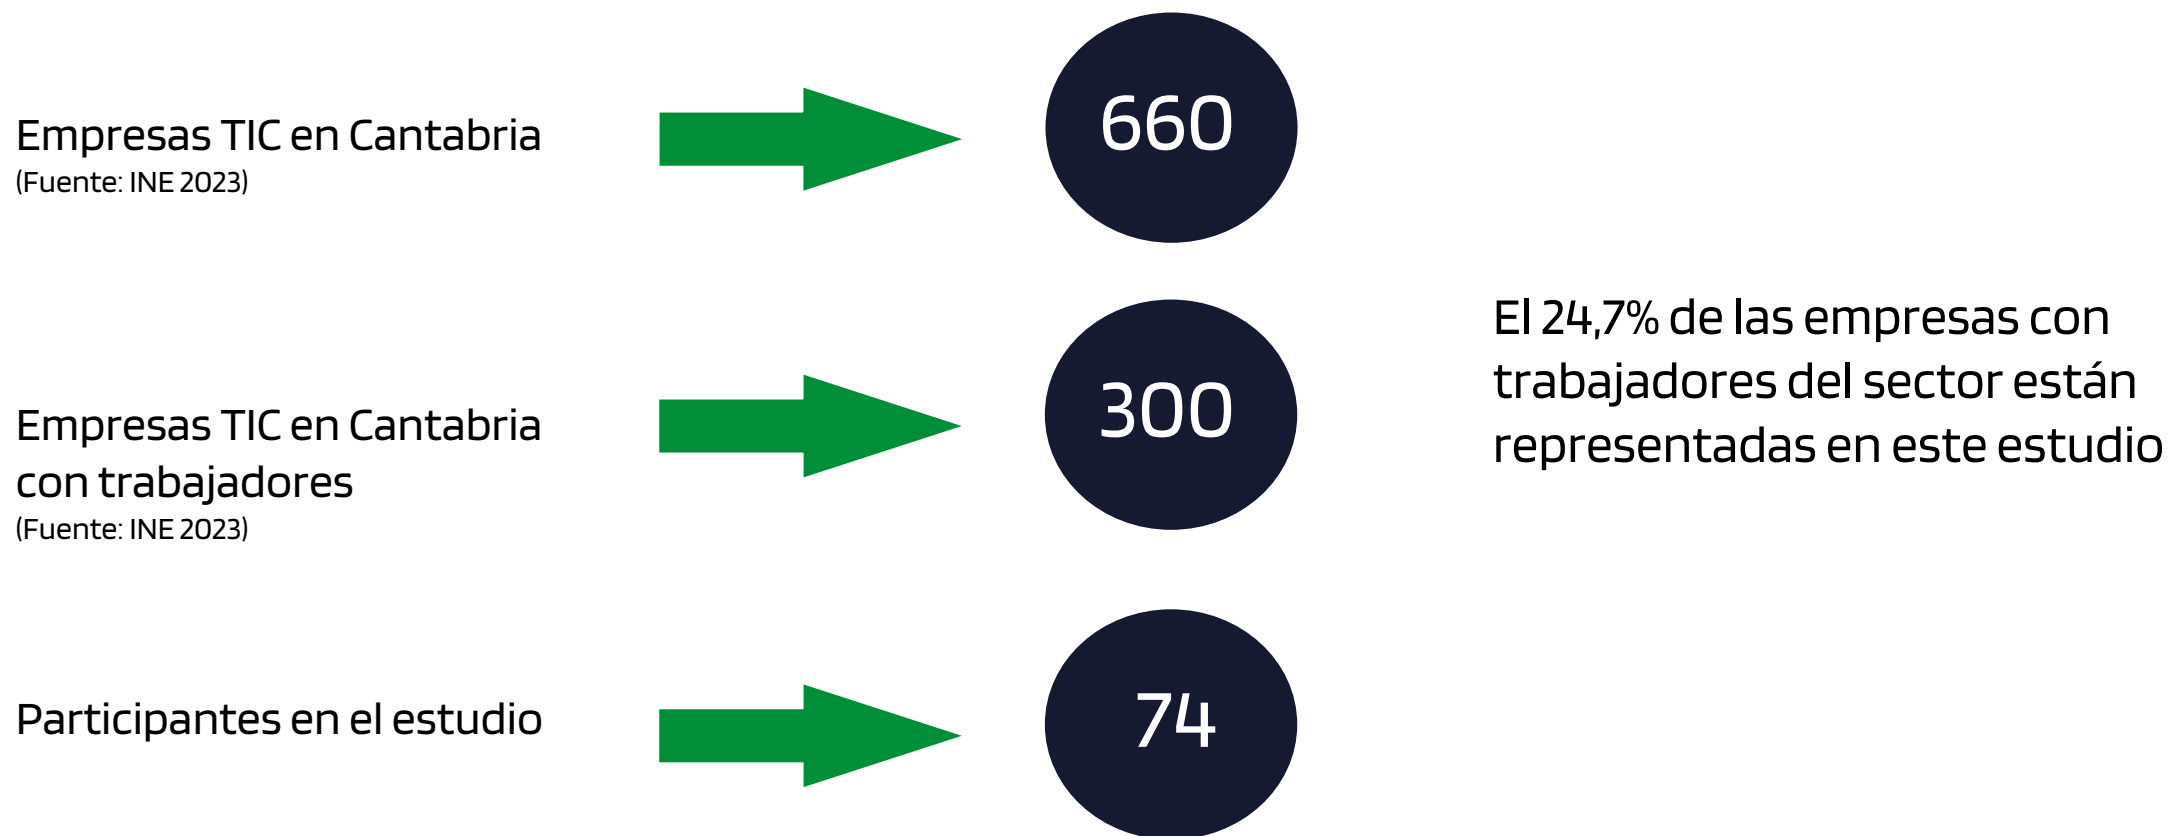 Empresas TIC en Cantabria
(Fuente: INE 2023)
660
Empresas TIC en Cantabria
con trabajadores
(Fuente: INE 2023)
300
El 24,7% de las empresas con
trabajadores del sector están
representadas en este estudio
Participantes en el estudio
74